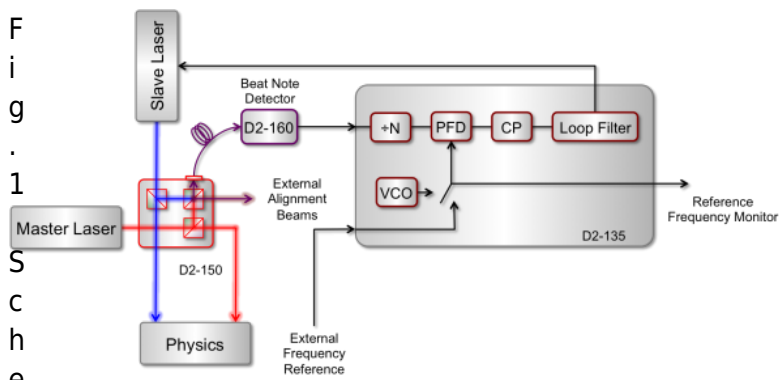 F
i
g
.
1
S
c
h
e
Slave Laser
Beat Note
Detector
D2-160
÷N
PFD
CP
Loop Filter
VCO
External
Alignment
Beams
Reference
Frequency Monitor
Master Laser
D2-135
D2-150
Physics
External
Frequency
Reference